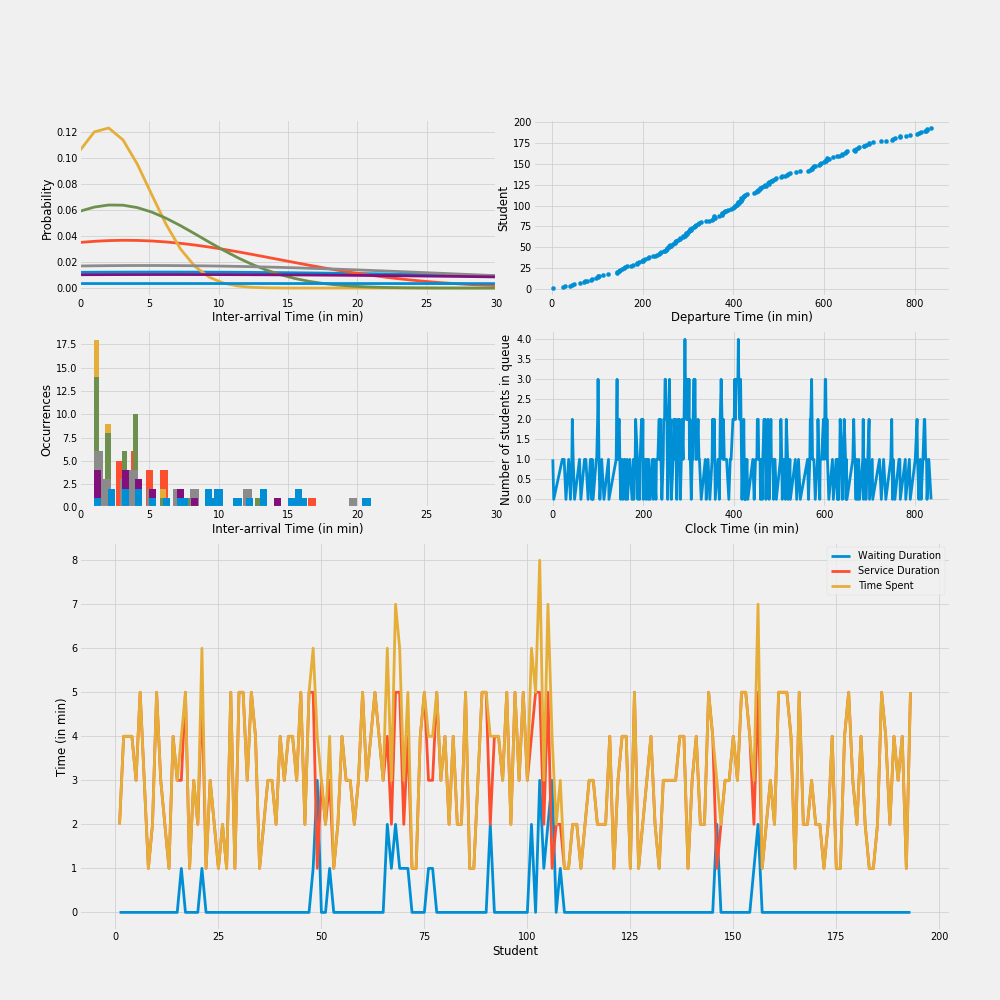 Probability
0.12
0.10
0.08
0.06
0.04
0.02
0.00
0 5 10 15 20 25 30
Inter-arrival Time (in min)
Student
200
175
150
125
100
75
50
25
0
0 200 400 600 800
Departure Time (in min)
Occurrences
17.5
15.0
12.5
10.0
7.5
5.0
2.5
0.0
0 5 10 15 20 25 30
Inter-arrival Time (in min)
Number of students in queue
4.0
3.5
3.0
2.5
2.0
1.5
1.0
0.5
0.0
0 200 400 600 800
Clock Time (in min)
Time (in min)
8
7
6
5
4
3
2
1
0
0 25 50 75 100 125 150 175 200
Student
Waiting Duration
Service Duration
Time Spent